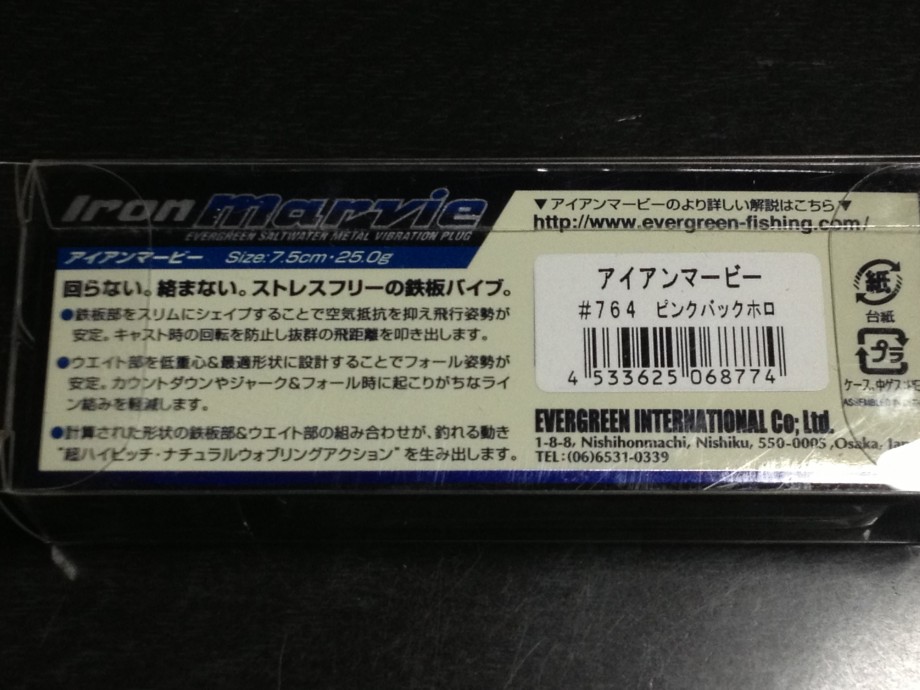 Iron Marvie
EVERGREEN SALTWATER METAL VIBRATION PLUG
アイアンマービー Size:7.5cm・25.0g
回らない。絡まない。ストレスフリーの鉄板バイブ。
●鉄板部をスリムにシェイプすることで空気抵抗を抑え飛行姿勢が
安定。キャスト時の回転を防止し抜群の飛距離を叩き出します。
●ウエイト部を低重心&最適形状に設計することでフォール姿勢が
安定。カウントダウンやジャーク&フォール時に起こりがちなライ
ン絡みを軽減します。
●計算された形状の鉄板部&ウエイト部の組み合わせが、釣れる動き
“超ハイピッチ・ナチュラルウォブリングアクション”を生み出します。
▼アイアンマービーのより詳しい解説はこちら▼
http://www.evergreen-fishing.com/
アイアンマービー
#764 ピンクバックホロ
4 533625 068774
EVERGREEN INTERNATIONAL Co; Ltd.
1-8-8, Nishihonmachi, Nishiku, 550-0005, Osaka, Jap
TEL:(06)6531-0339
紙
台紙
プラ
ケース、中ゲス
ASSEMBLED IN